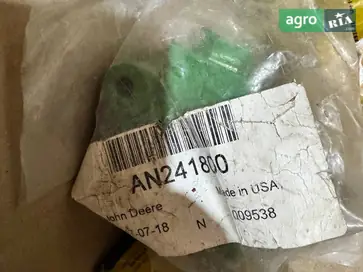 agro RIA
AN241800
Made in USA
John Deere
-07-18 N 009538